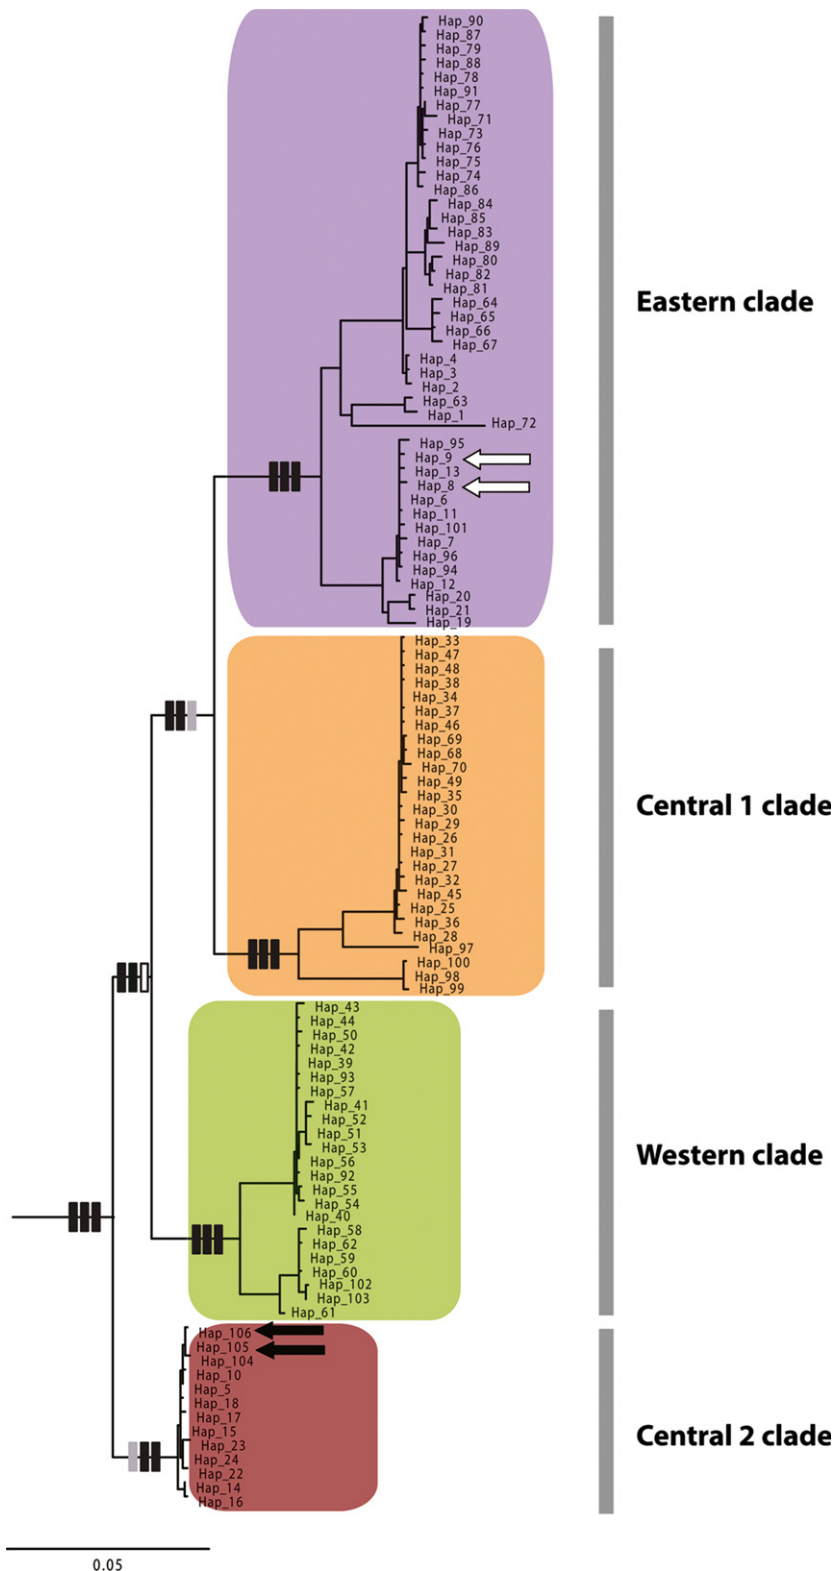 Hap_90
Hap_87
Hap_79
Hap_88
Hap_78
Hap_91
Hap_77
Hap_71
Hap_73
Hap_76
Hap_75
Hap_74
Hap_86
Hap_84
Hap_85
Hap_83
Hap_89
Hap_80
Hap_82
Hap_81
Hap_64
Hap_65
Hap_66
Hap_67
Hap_4
Hap_3
Hap_2
Hap_63
Hap_1
Hap_72
Hap_95
Hap_9
Hap_13
Hap_8
Hap_6
Hap_11
Hap_101
Hap_7
Hap_96
Hap_94
Hap_12
Hap_20
Hap_21
Hap_19
Eastern clade
Hap_33
Hap_47
Hap_48
Hap_38
Hap_34
Hap_37
Hap_46
Hap_69
Hap_68
Hap_70
Hap_49
Hap_35
Hap_30
Hap_29
Hap_26
Hap_31
Hap_27
Hap_32
Hap_45
Hap_25
Hap_36
Hap_28
Hap_97
Hap_100
Hap_98
Hap_99
Central 1 clade
Hap_43
Hap_44
Hap_50
Hap_42
Hap_39
Hap_93
Hap_57
Hap_41
Hap_52
Hap_51
Hap_53
Hap_56
Hap_92
Hap_55
Hap_54
Hap_40
Hap_58
Hap_62
Hap_59
Hap_60
Hap_102
Hap_103
Hap_61
Western clade
Hap_106
Hap_105
Hap_104
Hap_10
Hap_5
Hap_18
Hap_17
Hap_15
Hap_23
Hap_24
Hap_22
Hap_14
Hap_16
Central 2 clade
0.05